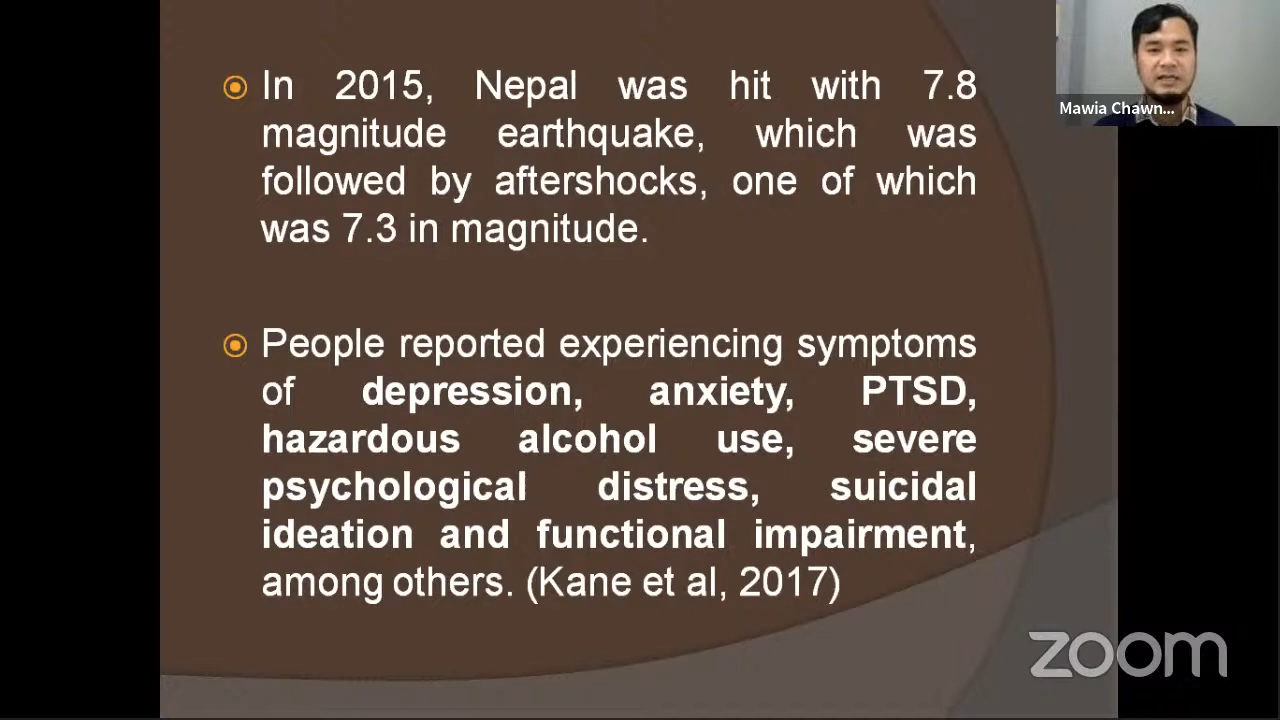 In 2015, Nepal was hit with 7.8
magnitude earthquake, which was
followed by aftershocks, one of which
was 7.3 in magnitude.
People reported experiencing symptoms
of depression, anxiety, PTSD,
hazardous alcohol use, severe
psychological distress, suicidal
ideation and functional impairment,
among others. (Kane et al, 2017)
Mawia Chawn...
zoom